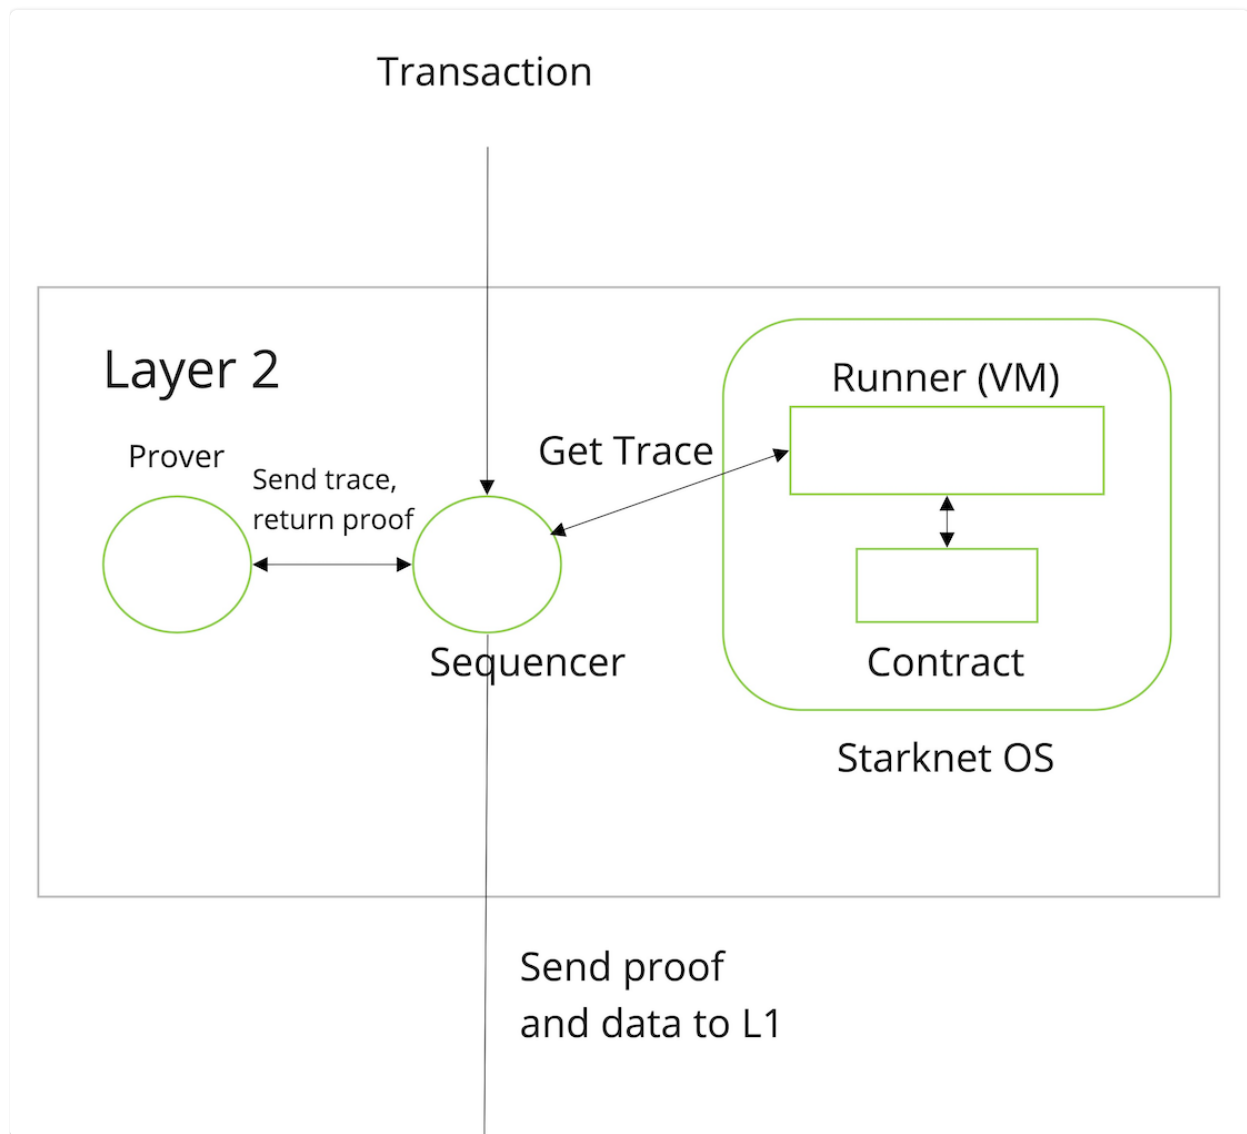 Transaction
Layer 2
Runner (VM)
Prover
Send trace,
return proof
Get Trace
Sequencer
Contract
Starknet OS
Send proof
and data to L1